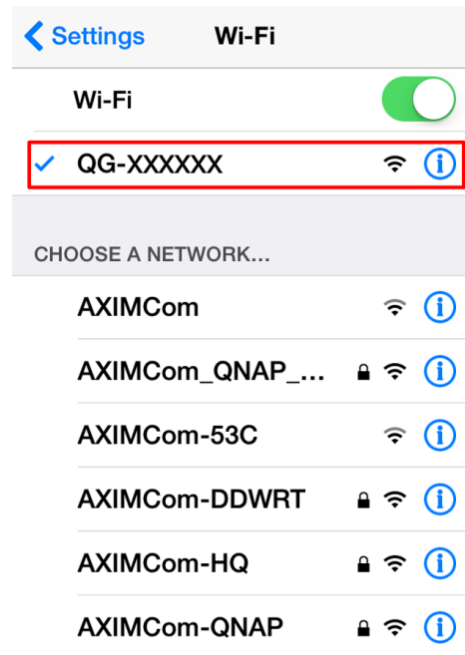 Settings Wi-Fi
Wi-Fi
QG-XXXXXX
CHOOSE A NETWORK...
AXIMCom
AXIMCom_QNAP_...
AXIMCom-53C
AXIMCom-DDWRT
AXIMCom-HQ
AXIMCom-QNAP